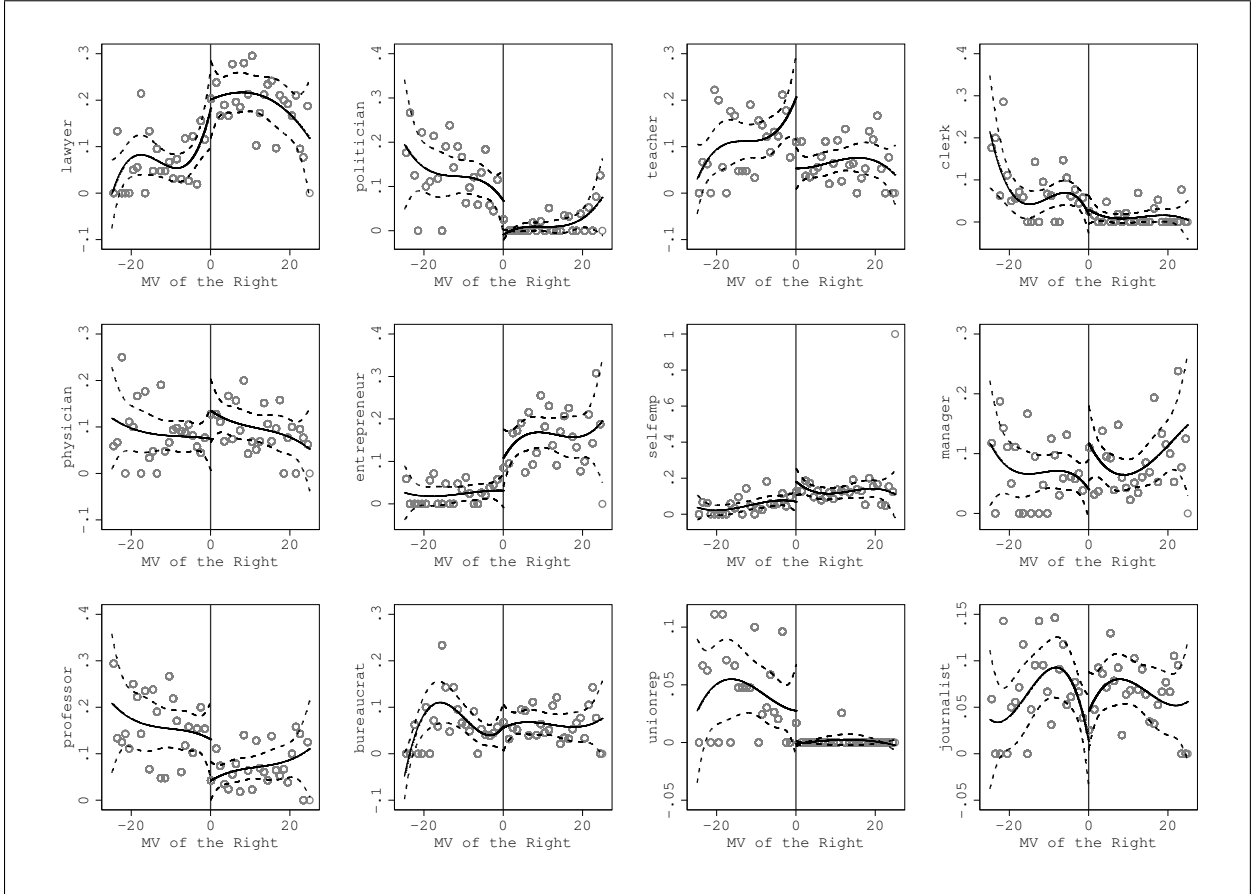 lawyer
-.1 0 .1 .2 .3
-20 0 20
MV of the Right
politician
0 .1 .2 .3 .4
-20 0 20
MV of the Right
teacher
-.1 0 .1 .2 .3
-20 0 20
MV of the Right
clerk
0 .1 .2 .3 .4
-20 0 20
MV of the Right
physician
-.1 0 .1 .2 .3
-20 0 20
MV of the Right
entrepreneur
0 .1 .2 .3 .4
-20 0 20
MV of the Right
selfemp
0 .2 .4 .6 .8 1
-20 0 20
MV of the Right
manager
0 .1 .2 .3
-20 0 20
MV of the Right
professor
0 .1 .2 .3 .4
-20 0 20
MV of the Right
bureaucrat
-.1 0 .1 .2 .3
-20 0 20
MV of the Right
unionrep
-.05 0 .05 .1
-20 0 20
MV of the Right
journalist
-.05 0 .05 .1 .15
-20 0 20
MV of the Right